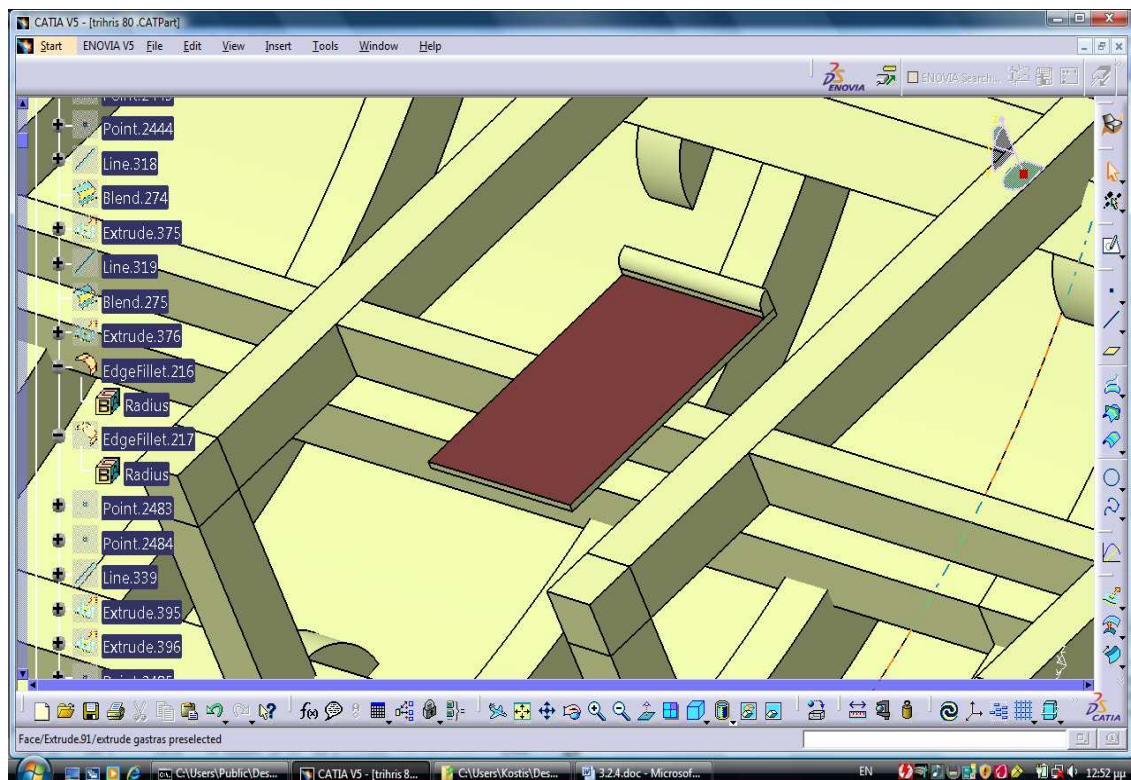 CATIA V5 - [trihris 80 .CATPart]
Start ENOVIA V5 File Edit View Insert Tools Window Help
ENOVIA
ENOVIA Search...
Point.2444
Line.318
Blend.274
Extrude.375
Line.319
Blend.275
Extrude.376
EdgeFillet.216
Radius
EdgeFillet.217
Radius
Point.2483
Point.2484
Line.339
Extrude.395
Extrude.396
f(x)
CATIA
Face/Extrude.91/extrude gastras preselected
C:\Users\Public\Des...
CATIA V5 - [trihris 8...
C:\Users\Kostis\Des...
3.2.4.doc - Microsof...
EN
12:52 μμ